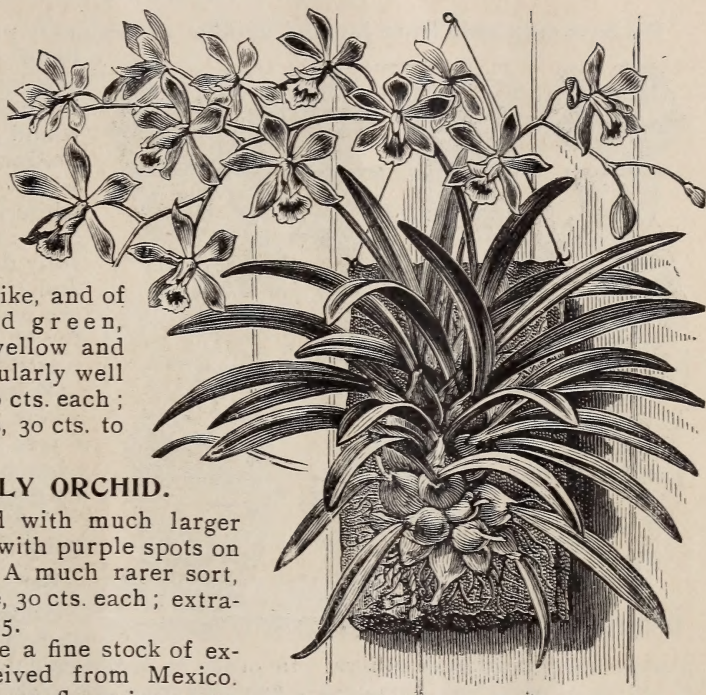 ike, and of
d green,
yellow and
ularly well
cts. each ;
, 30 cts. to
LY ORCHID.
d with much larger
with purple spots on
A much rarer sort,
, 30 cts. each ; extra-
5.
e a fine stock of ex-
eived from Mexico.